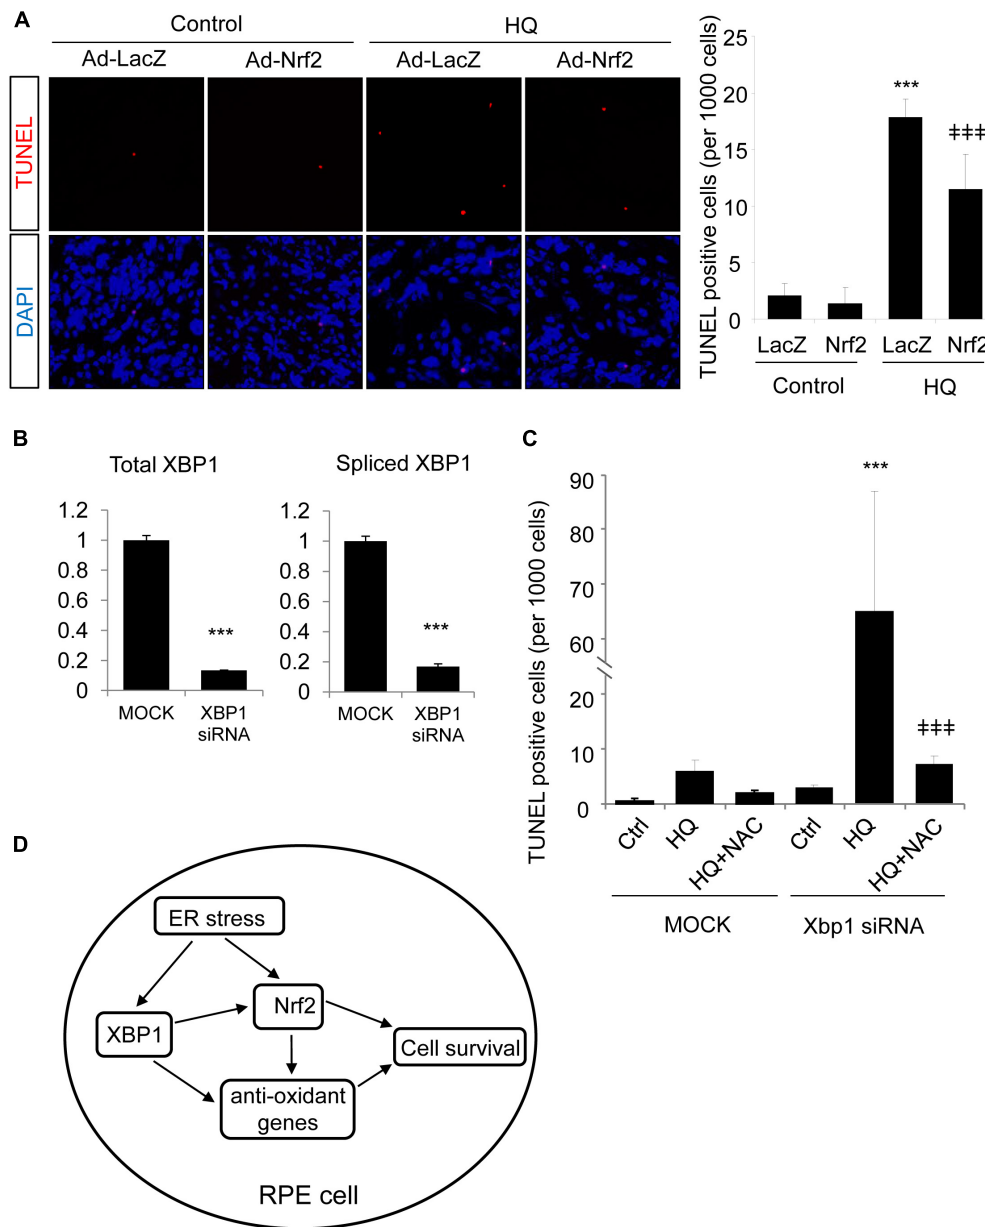 A
Control
HQ
Ad-LacZ
Ad-Nrf2
Ad-LacZ
Ad-Nrf2
TUNEL
DAPI
TUNEL positive cells (per 1000 cells)
25
20
15
10
5
0
***
‡‡‡
LacZ
Nrf2
LacZ
Nrf2
Control
HQ
B
Total XBP1
1.2
1
0.8
0.6
0.4
0.2
0
***
MOCK
XBP1
siRNA
Spliced XBP1
1.2
1
0.8
0.6
0.4
0.2
0
***
MOCK
XBP1
siRNA
C
TUNEL positive cells (per 1000 cells)
90
80
70
60
20
10
0
***
‡‡‡
Ctrl
HQ
HQ+NAC
Ctrl
HQ
HQ+NAC
MOCK
Xbp1 siRNA
D
ER stress
XBP1
Nrf2
Cell survival
anti-oxidant
genes
RPE cell